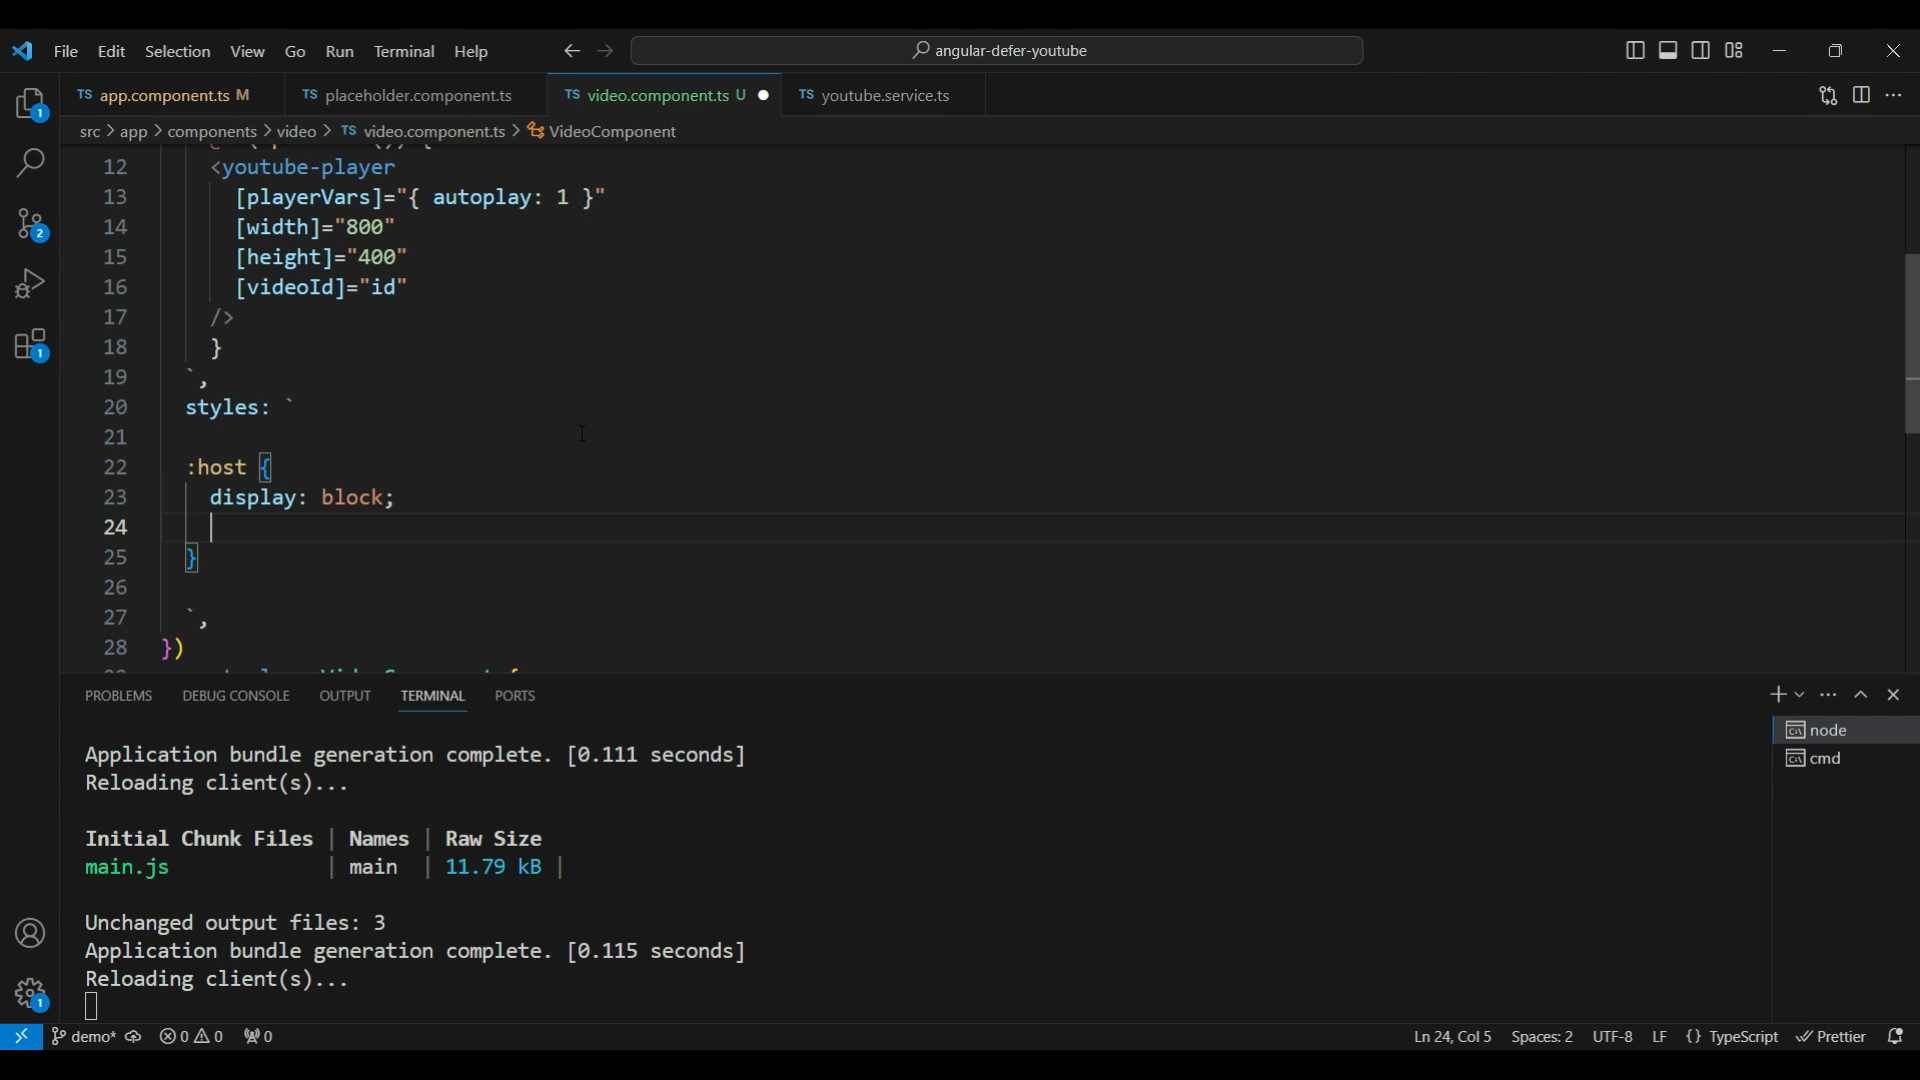 File Edit Selection View Go Run Terminal Help
angular-defer-youtube
TS app.component.ts M
TS placeholder.component.ts
TS video.component.ts U
TS youtube.service.ts
src > app > components > video > TS video.component.ts > VideoComponent
12 <youtube-player
13 [playerVars]="{ autoplay: 1 }"
14 [width]="800"
15 [height]="400"
16 [videoId]="id"
17 />
18 }
19 `,
20 styles: `
21
22 :host {
23 display: block;
24
25 }
26
27 `,
28 })
PROBLEMS DEBUG CONSOLE OUTPUT TERMINAL PORTS
Application bundle generation complete. [0.111 seconds]
Reloading client(s)...
Initial Chunk Files | Names | Raw Size
main.js | main | 11.79 kB |
Unchanged output files: 3
Application bundle generation complete. [0.115 seconds]
Reloading client(s)...
node
cmd
1
2
1
1
demo* 0 0 0
Ln 24, Col 5 Spaces: 2 UTF-8 LF {} TypeScript Prettier